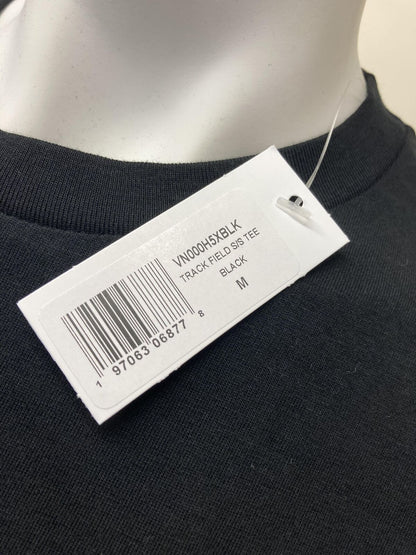 VN000H5XBLK
TRACK FIELD S/S TEE
BLACK
M
1 97063 06877 8